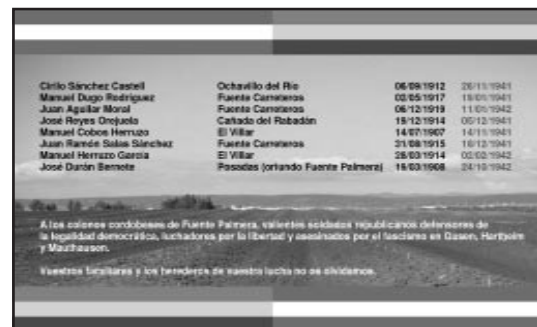 Cirilo Sánchez Castell Ochavillo del Río 06/09/1912 26/11/1941
Manuel Dugo Rodríguez Fuente Carreteros 02/05/1917 18/01/1941
Juan Aguilar Moral Fuente Carreteros 06/12/1919 11/01/1942
José Reyes Orejuela Cañada del Rabadán 19/12/1914 05/12/1941
Manuel Cobos Herruzo El Villar 14/07/1907 14/11/1941
Juan Ramón Salas Sánchez Fuente Carreteros 31/08/1915 16/12/1941
Manuel Herruzo García El Villar 26/03/1914 02/02/1942
José Durán Bernete Posadas (oriundo Fuente Palmera) 16/03/1908 24/10/1942
A los colonos cordobeses de Fuente Palmera, valientes soldados republicanos defensores de
la legalidad democrática, luchadores por la libertad y asesinados por el fascismo en Gusen, Hartheim
y Mauthausen.
Vuestros familiares y los herederos de vuestra lucha no os olvidamos.